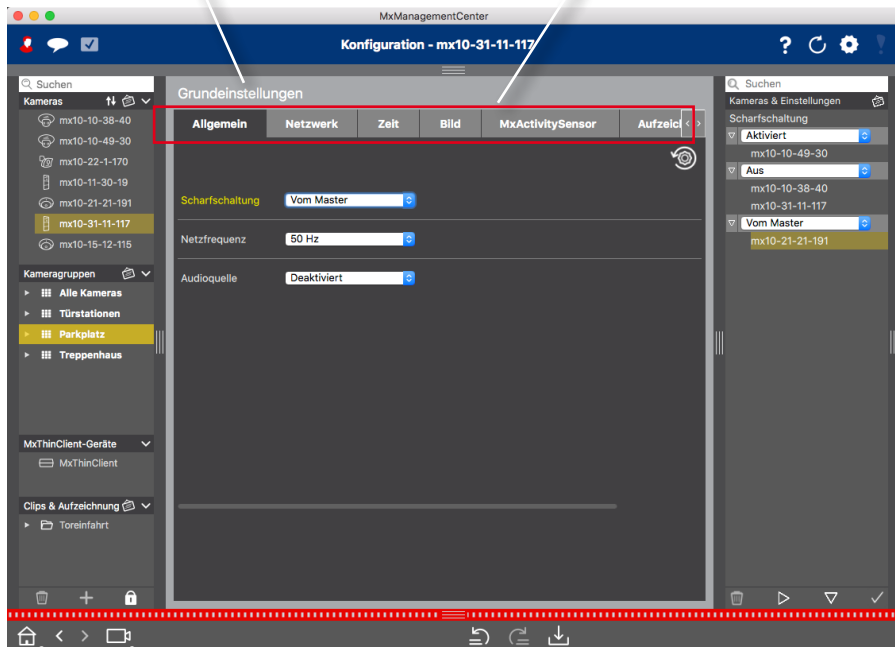 MxManagementCenter
Konfiguration - mx10-31-11-117
Suchen
Kameras
mx10-10-38-40
mx10-10-49-30
mx10-22-1-170
mx10-11-30-19
mx10-21-21-191
mx10-31-11-117
mx10-15-12-115
Kameragruppen
Alle Kameras
Türstationen
Parkplatz
Treppenhaus
MxThinClient-Geräte
MxThinClient
Clips & Aufzeichnung
Toreinfahrt
Grundeinstellungen
Allgemein Netzwerk Zeit Bild MxActivitySensor Aufzeicl
Scharfschaltung Vom Master
Netzfrequenz 50 Hz
Audioquelle Deaktiviert
Suchen
Kameras & Einstellungen
Scharfschaltung
Aktiviert
mx10-10-49-30
Aus
mx10-10-38-40
mx10-31-11-117
Vom Master
mx10-21-21-191